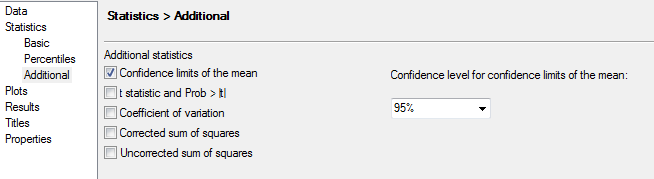 Data
Statistics
Basic
Percentiles
Additional
Plots
Results
Titles
Properties
Statistics > Additional
Additional statistics
Confidence limits of the mean
t statistic and Prob > |t|
Coefficient of variation
Corrected sum of squares
Uncorrected sum of squares
Confidence level for confidence limits of the mean:
95%